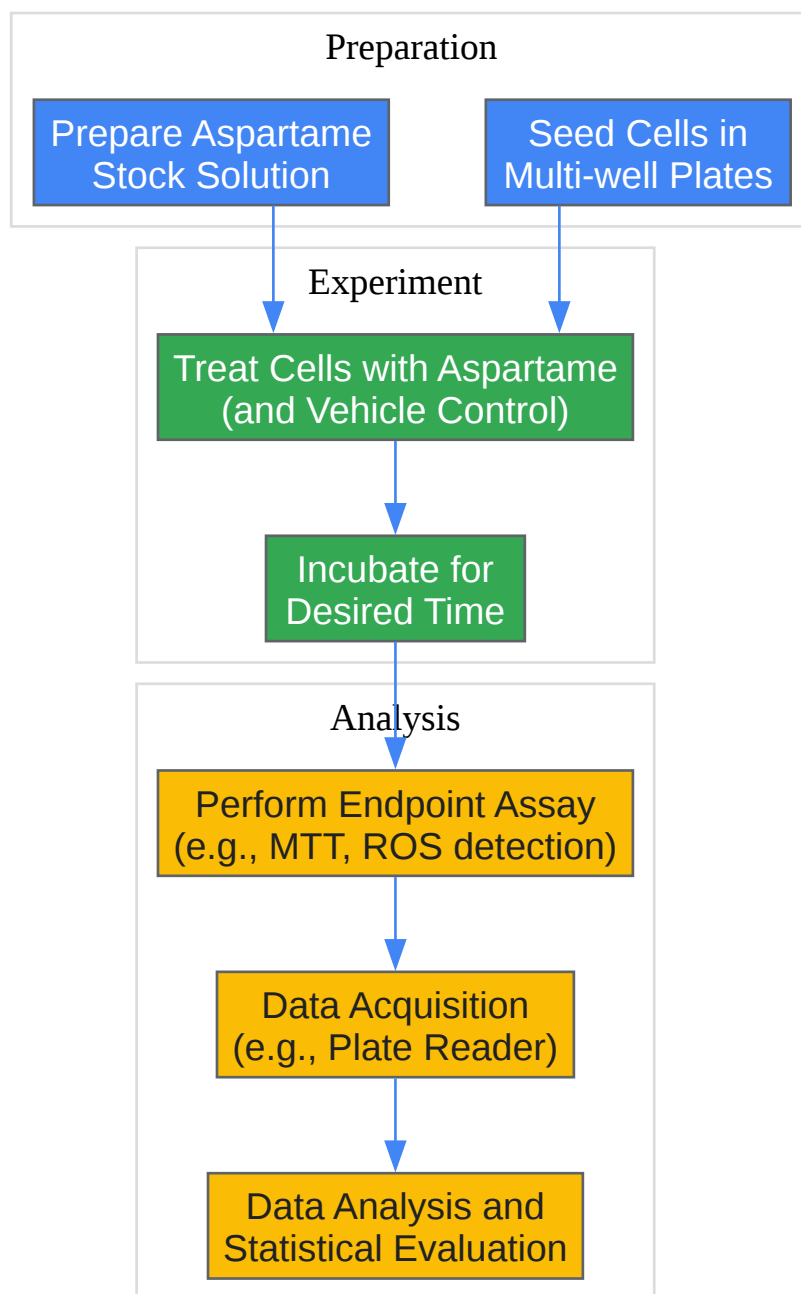 Preparation
Prepare Aspartame
Stock Solution
Seed Cells in
Multi-well Plates
Experiment
Treat Cells with Aspartame
(and Vehicle Control)
Incubate for
Desired Time
Analysis
Perform Endpoint Assay
(e.g., MTT, ROS detection)
Data Acquisition
(e.g., Plate Reader)
Data Analysis and
Statistical Evaluation